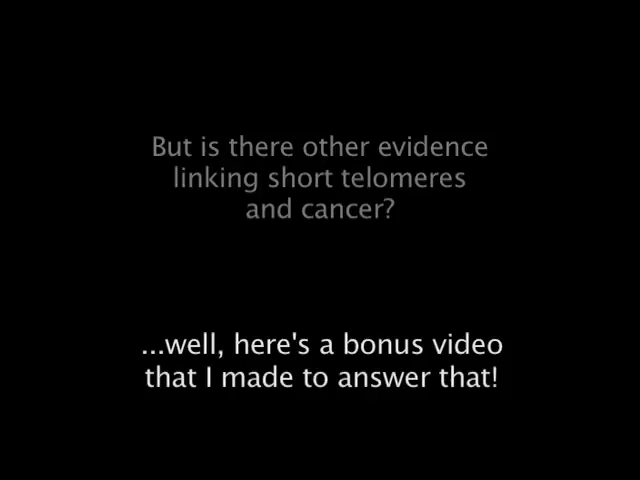 But is there other evidence
linking short telomeres
and cancer?
...well, here's a bonus video
that I made to answer that!